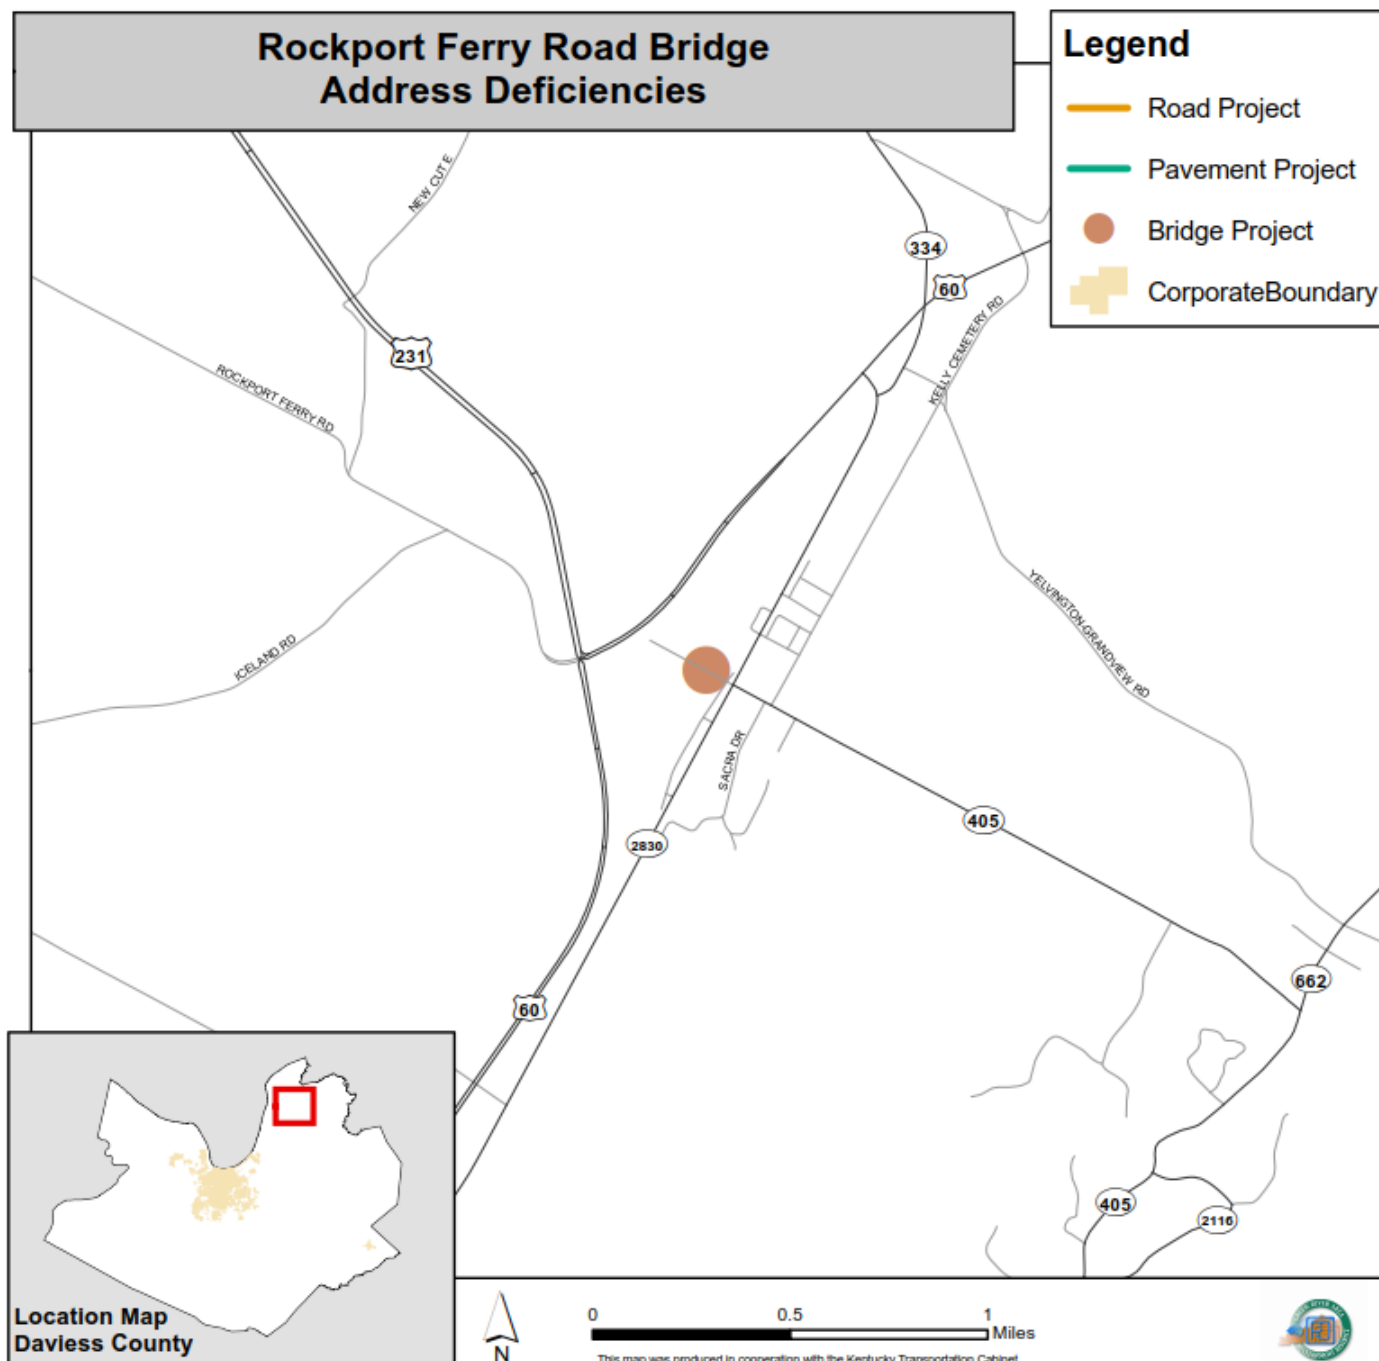 Rockport Ferry Road Bridge
Address Deficiencies
Legend
Road Project
Pavement Project
Bridge Project
CorporateBoundary
NEW CUT E
334
60
231
KELLY CEMETERY RD
ROCKPORT FERRY RD
YELVINGTON-GRANDVIEW RD
ICELAND RD
SACRA DR
405
2830
662
60
405
2116
Location Map
Daviess County
N
0 0.5 1
Miles
This map was produced in cooperation with the Kentucky Transportation Cabinet